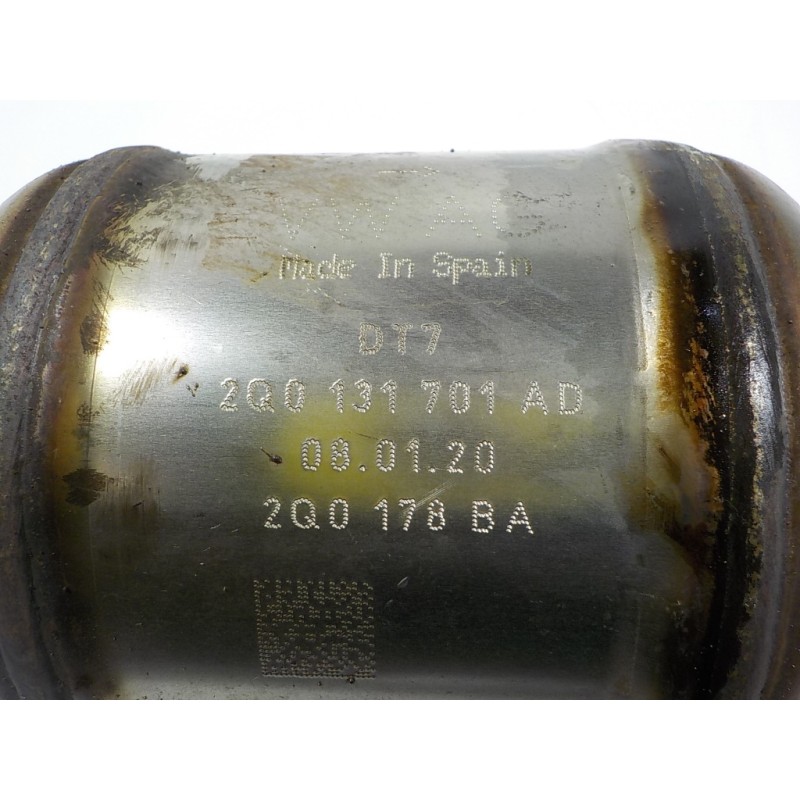 VW AG
Made In Spain
DT7
2Q0 131 701 AD
08.01.20
2Q0 178 BA